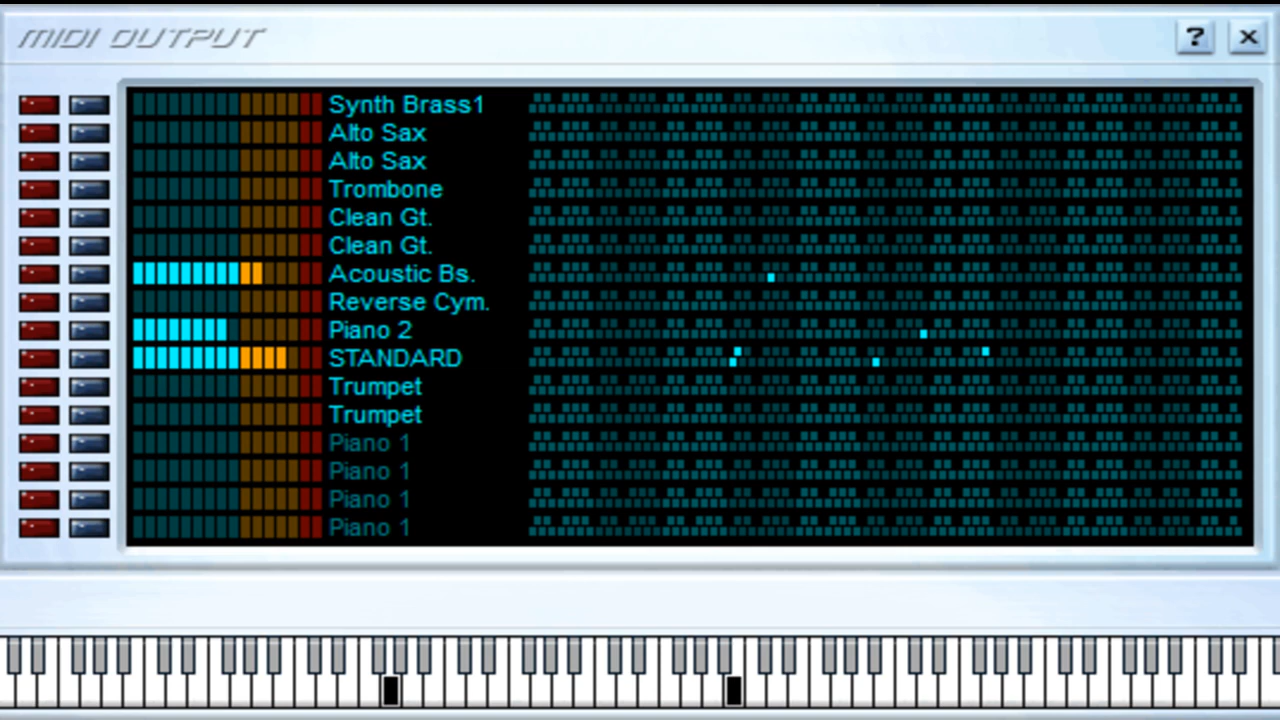 MIDI OUTPUT
? ×
Synth Brass1
Alto Sax
Alto Sax
Trombone
Clean Gt.
Clean Gt.
Acoustic Bs.
Reverse Cym.
Piano 2
STANDARD
Trumpet
Trumpet
Piano 1
Piano 1
Piano 1
Piano 1